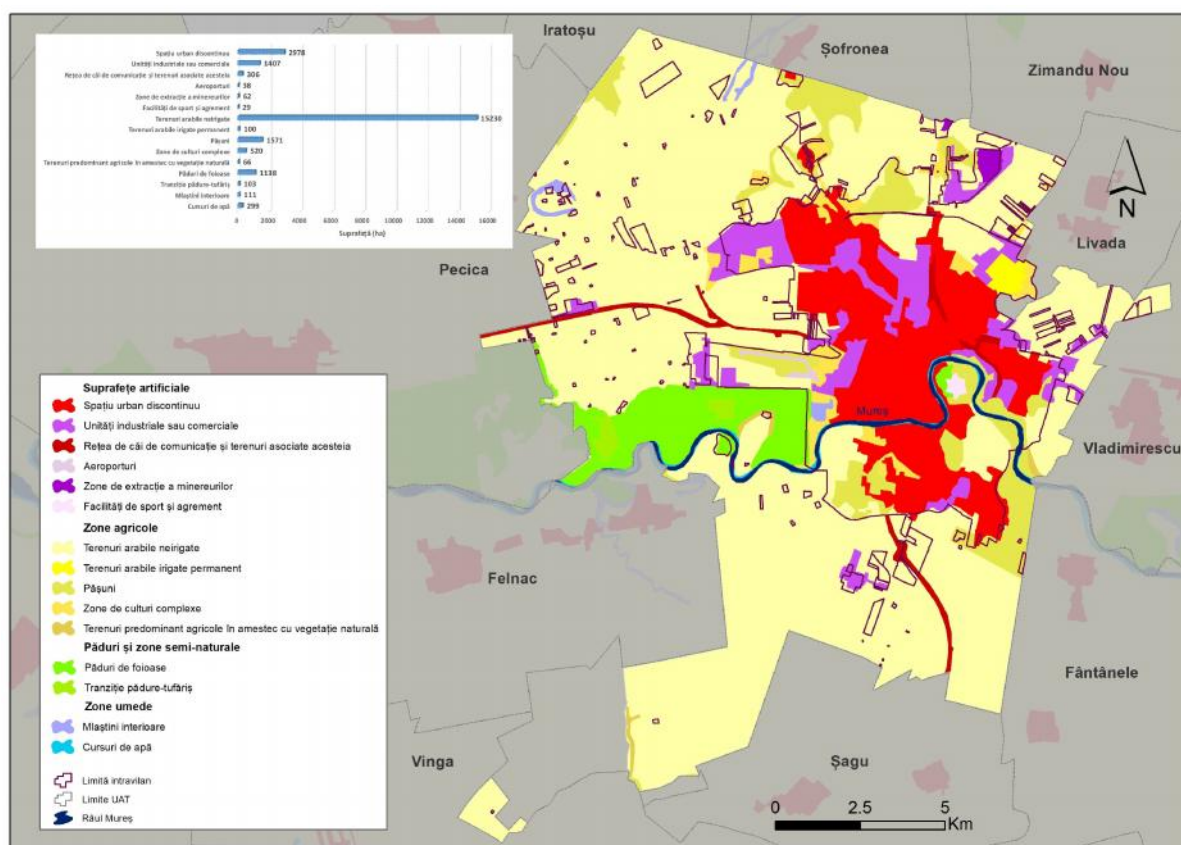 Iratoșu
Șofronea
Zimandu Nou
Spațiu urban discontinuu 2978
Unități industriale sau comerciale 1407
Rețea de căi de comunicație și terenuri asociate acesteia 306
Aeroporturi 38
Zone de extracție a minereurilor 62
Facilități de sport și agrement 29
Terenuri arabile neirigate 15230
Terenuri arabile irigate permanent 100
Pășuni 1571
Zone de culturi complexe 520
Terenuri predominant agricole în amestec cu vegetație naturală 66
Păduri de foioase 1138
Tranziție pădure-tufăriș 103
Mlaștini interioare 111
Cursuri de apă 299
0 2000 4000 6000 8000 10000 12000 14000 16000
Suprafață (ha)
N
Livada
Pecica
Mureș
Vladimirescu
Felnac
Fântânele
Vinga
Șagu
Suprafețe artificiale
Spațiu urban discontinuu
Unități industriale sau comerciale
Rețea de căi de comunicație și terenuri asociate acesteia
Aeroporturi
Zone de extracție a minereurilor
Facilități de sport și agrement
Zone agricole
Terenuri arabile neirigate
Terenuri arabile irigate permanent
Pășuni
Zone de culturi complexe
Terenuri predominant agricole în amestec cu vegetație naturală
Păduri și zone semi-naturale
Păduri de foioase
Tranziție pădure-tufăriș
Zone umede
Mlaștini interioare
Cursuri de apă
Limită intravilan
Limite UAT
Râul Mureș
0 2.5 5
Km